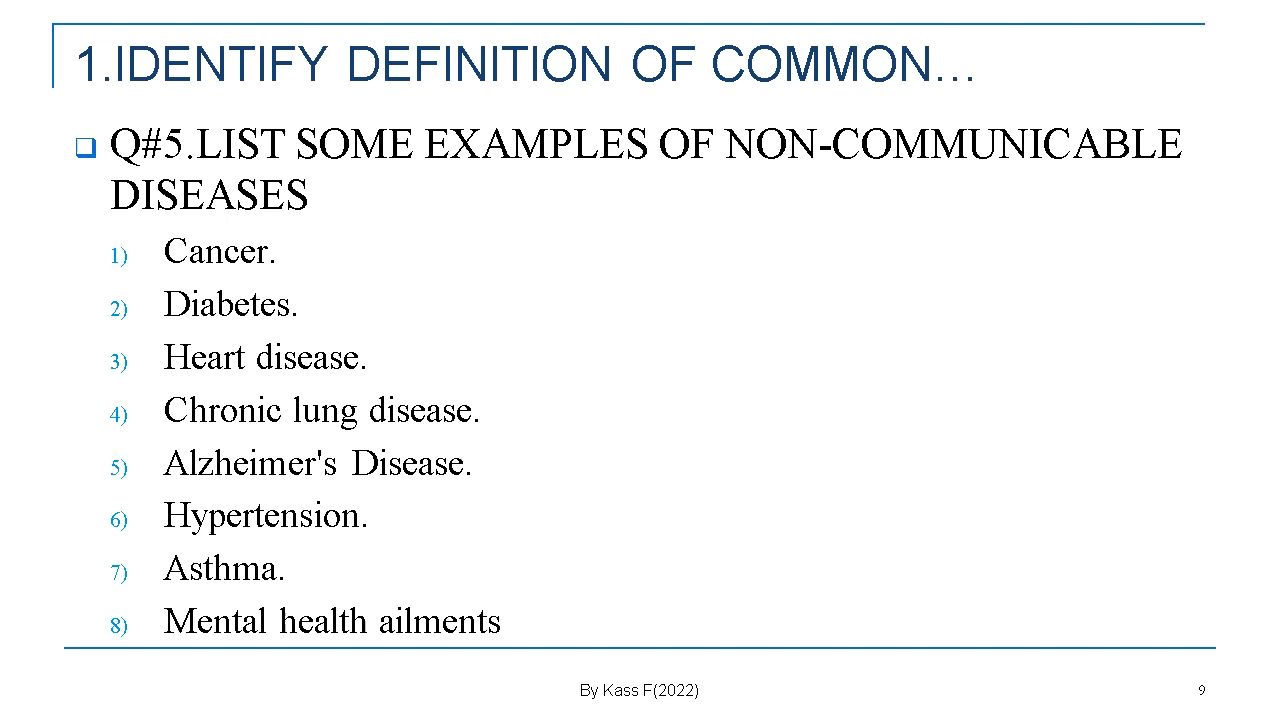 1.IDENTIFY DEFINITION OF COMMON…
Q#5.LIST SOME EXAMPLES OF NON-COMMUNICABLE
DISEASES
1) Cancer.
2) Diabetes.
3) Heart disease.
4) Chronic lung disease.
5) Alzheimer's Disease.
6) Hypertension.
7) Asthma.
8) Mental health ailments
By Kass F(2022)
9